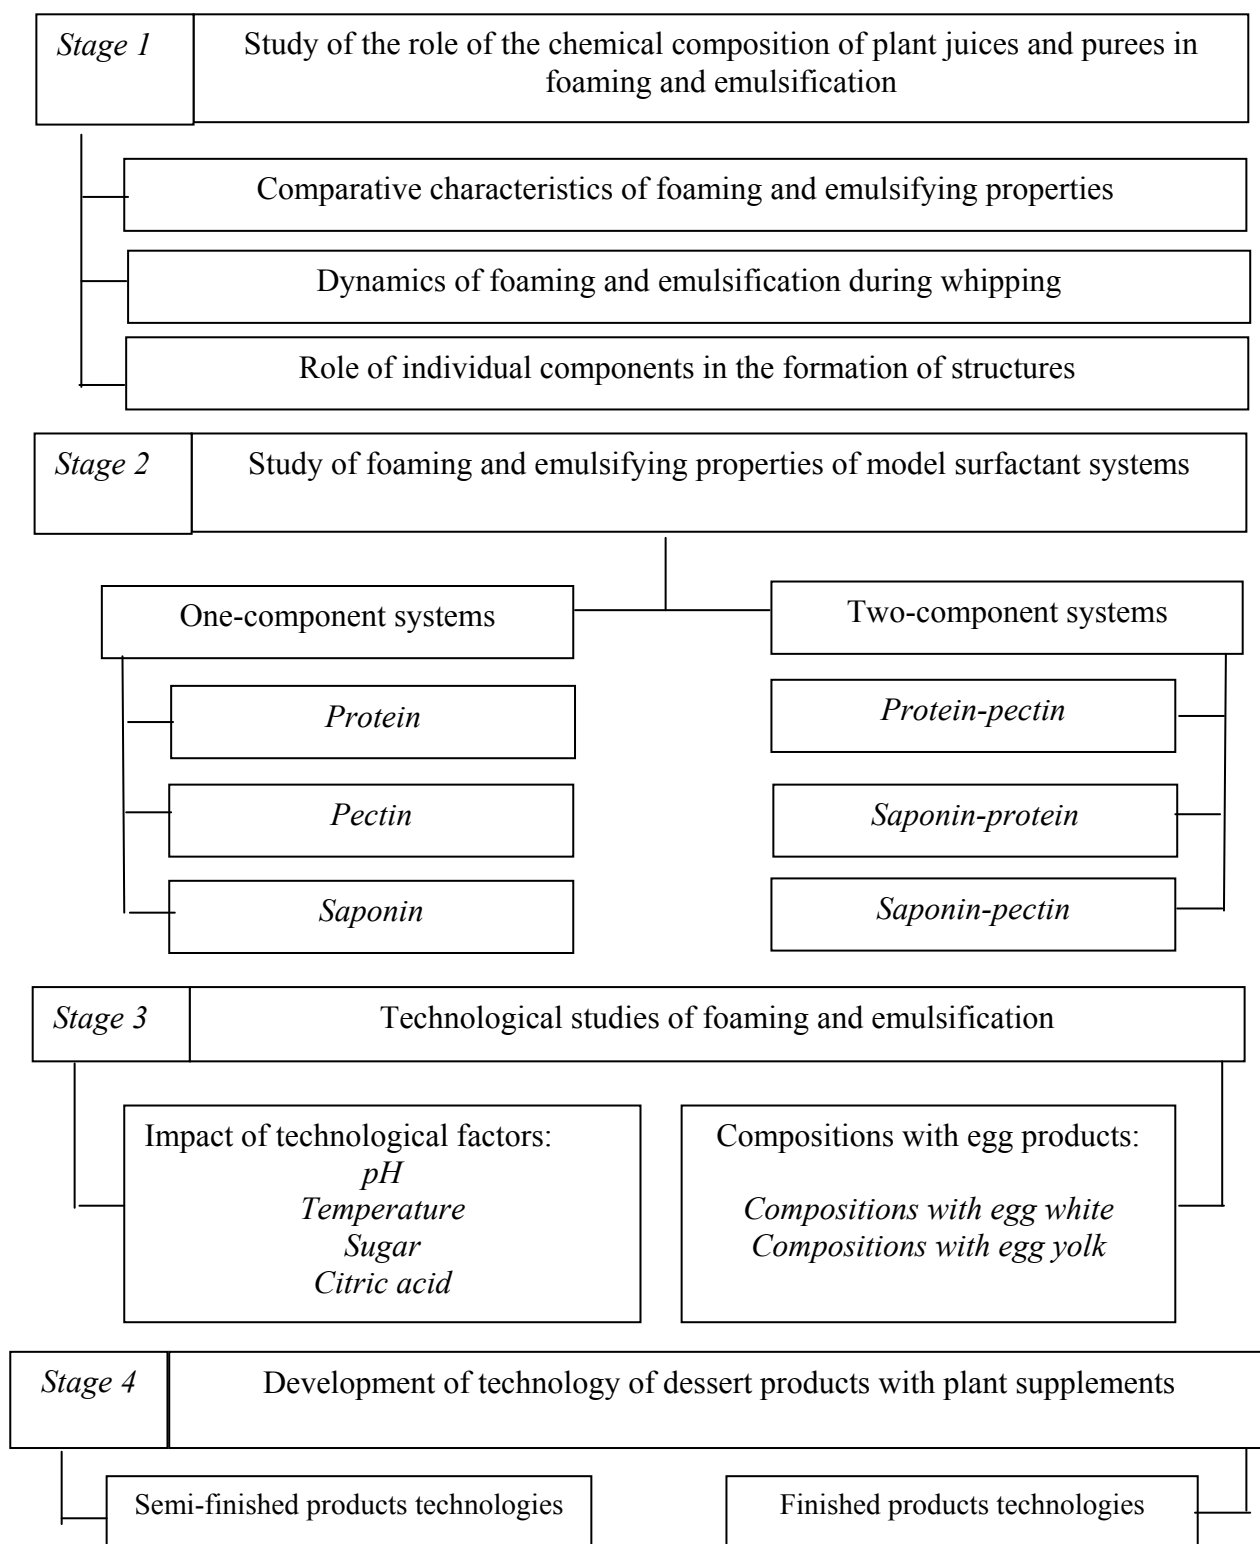 Stage 1
Study of the role of the chemical composition of plant juices and purees in
foaming and emulsification
Comparative characteristics of foaming and emulsifying properties
Dynamics of foaming and emulsification during whipping
Role of individual components in the formation of structures
Stage 2
Study of foaming and emulsifying properties of model surfactant systems
One-component systems
Protein
Pectin
Saponin
Two-component systems
Protein-pectin
Saponin-protein
Saponin-pectin
Stage 3
Technological studies of foaming and emulsification
Impact of technological factors:
pH
Temperature
Sugar
Citric acid
Compositions with egg products:
Compositions with egg white
Compositions with egg yolk
Stage 4
Development of technology of dessert products with plant supplements
Semi-finished products technologies
Finished products technologies